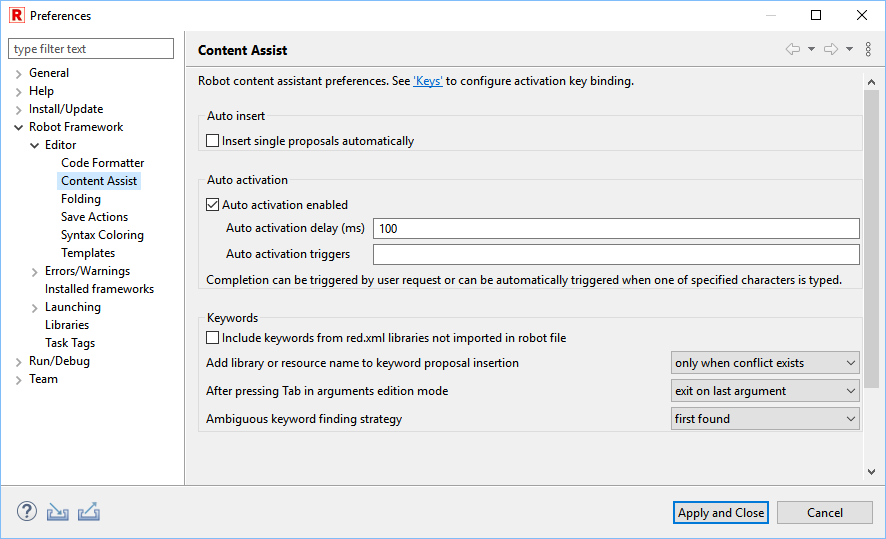 R Preferences
type filter text
General
Help
Install/Update
Robot Framework
Editor
Code Formatter
Content Assist
Folding
Save Actions
Syntax Coloring
Templates
Errors/Warnings
Installed frameworks
Launching
Libraries
Task Tags
Run/Debug
Team
Content Assist
Robot content assistant preferences. See 'Keys' to configure activation key binding.
Auto insert
Insert single proposals automatically
Auto activation
Auto activation enabled
Auto activation delay (ms) 100
Auto activation triggers
Completion can be triggered by user request or can be automatically triggered when one of specified characters is typed.
Keywords
Include keywords from red.xml libraries not imported in robot file
Add library or resource name to keyword proposal insertion only when conflict exists
After pressing Tab in arguments edition mode exit on last argument
Ambiguous keyword finding strategy first found
? Apply and Close Cancel